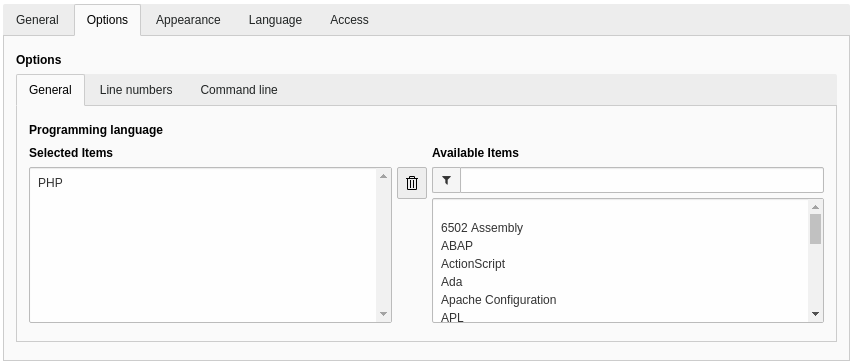 General Options Appearance Language Access
Options
General Line numbers Command line
Programming language
Selected Items Available Items
PHP
6502 Assembly
ABAP
ActionScript
Ada
Apache Configuration
APL